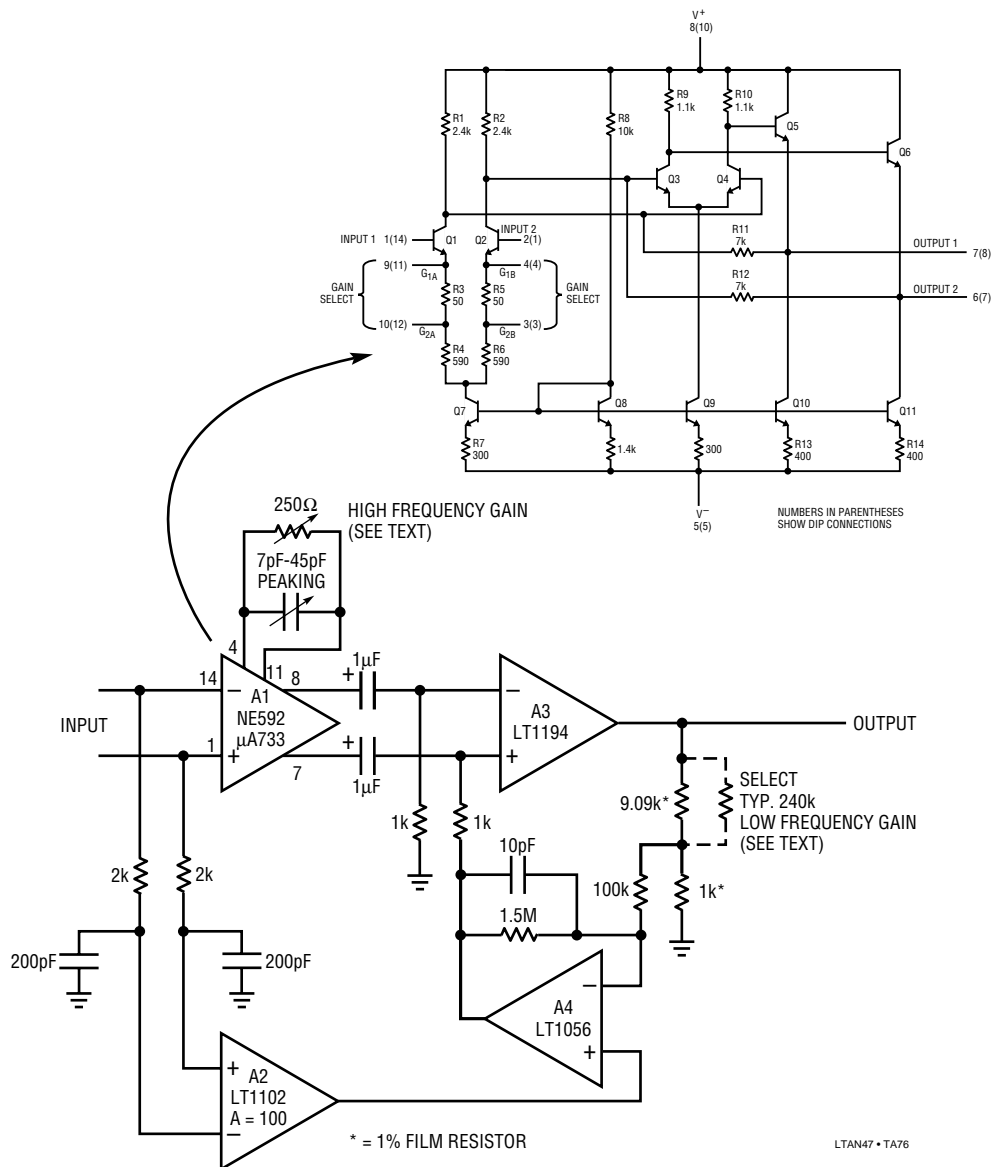 V+
8(10)
R1
2.4k
R2
2.4k
R8
10k
R9
1.1k
R10
1.1k
Q5
Q6
Q3
Q4
INPUT 1
1(14)
Q1
Q2
INPUT 2
2(1)
R11
7k
OUTPUT 1
7(8)
9(11)
G1A
4(4)
G1B
GAIN
SELECT
R3
50
R5
50
GAIN
SELECT
R12
7k
OUTPUT 2
6(7)
10(12)
G2A
3(3)
G2B
R4
590
R6
590
Q7
Q8
Q9
Q10
Q11
R7
300
1.4k
300
R13
400
R14
400
V−
5(5)
NUMBERS IN PARENTHESES
SHOW DIP CONNECTIONS
250Ω
HIGH FREQUENCY GAIN
(SEE TEXT)
7pF-45pF
PEAKING
4
11
14
−
A1
NE592
µA733
8
INPUT
1
+
7
+
1µF
+
1µF
−
A3
LT1194
+
OUTPUT
1k
1k
9.09k*
SELECT
TYP. 240k
LOW FREQUENCY GAIN
(SEE TEXT)
10pF
100k
1k*
1.5M
2k
2k
200pF
200pF
−
A4
LT1056
+
+
A2
LT1102
A = 100
−
* = 1% FILM RESISTOR
LTAN47 • TA76